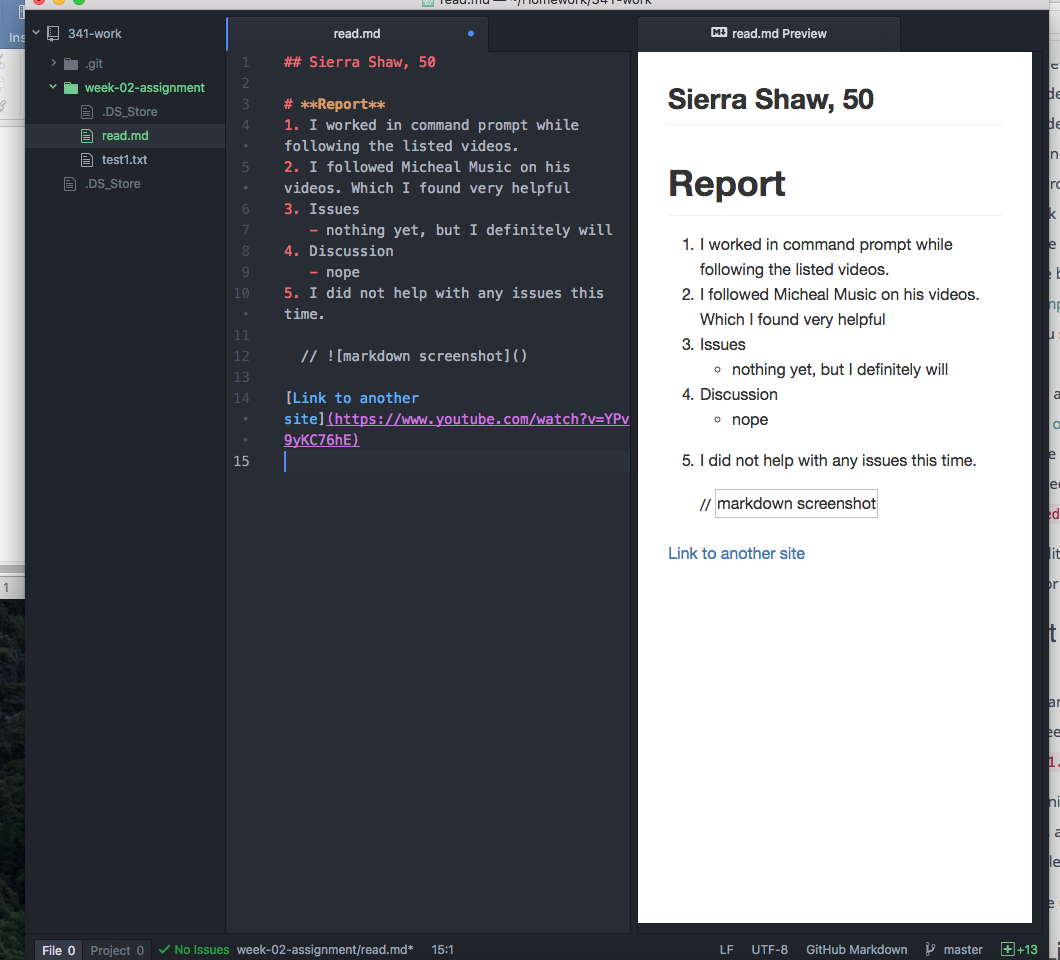 read.md — ~/Homework/341-work
Ins
341-work
.git
week-02-assignment
.DS_Store
read.md
test1.txt
.DS_Store
read.md
1 ## Sierra Shaw, 50
2
3 # **Report**
4 1. I worked in command prompt while
• following the listed videos.
5 2. I followed Micheal Music on his
• videos. Which I found very helpful
6 3. Issues
7 - nothing yet, but I definitely will
8 4. Discussion
9 - nope
10 5. I did not help with any issues this
• time.
11
12 // ![markdown screenshot]()
13
14 [Link to another
• site](https://www.youtube.com/watch?v=YPv
• 9yKC76hE)
15
read.md Preview
Sierra Shaw, 50
Report
1. I worked in command prompt while
following the listed videos.
2. I followed Micheal Music on his videos.
Which I found very helpful
3. Issues
nothing yet, but I definitely will
4. Discussion
nope
5. I did not help with any issues this time.
// markdown screenshot
Link to another site
1
File 0 Project 0 No Issues week-02-assignment/read.md* 15:1 LF UTF-8 GitHub Markdown master +13